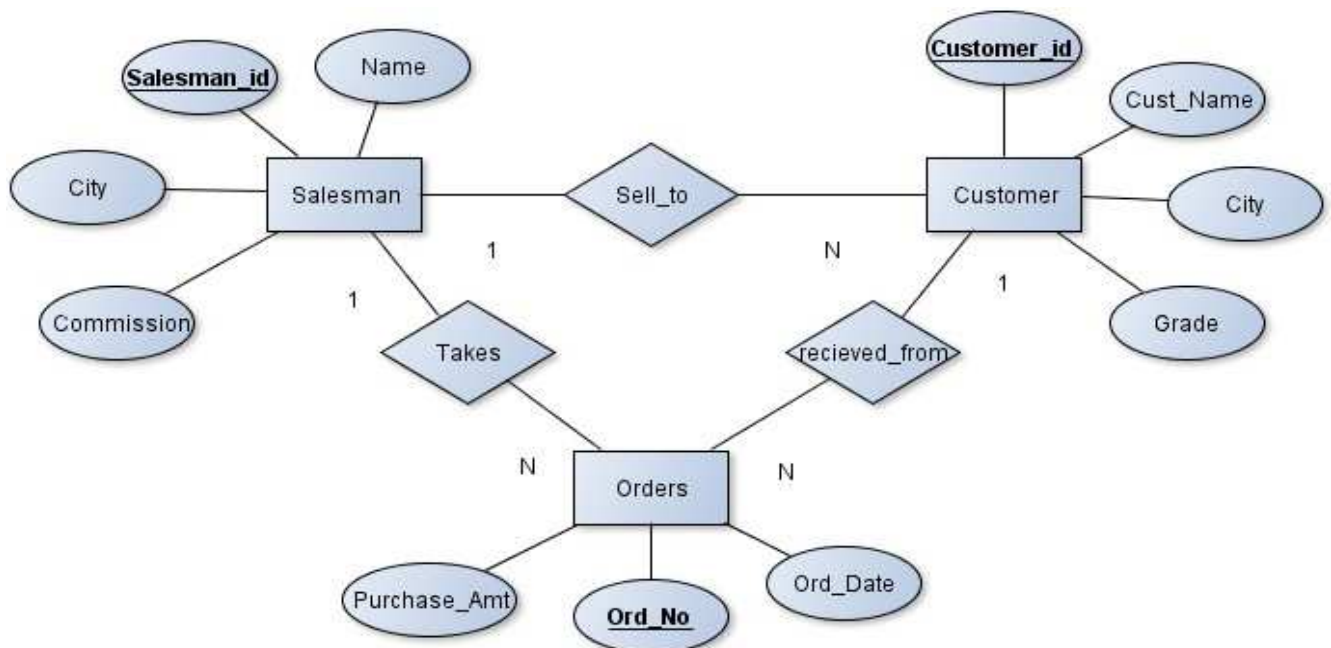 Salesman_id
Name
Customer_id
Cust_Name
City
Salesman
Sell_to
Customer
City
1
N
1
1
Commission
Takes
recieved_from
Grade
N
N
Orders
Purchase_Amt
Ord_No
Ord_Date